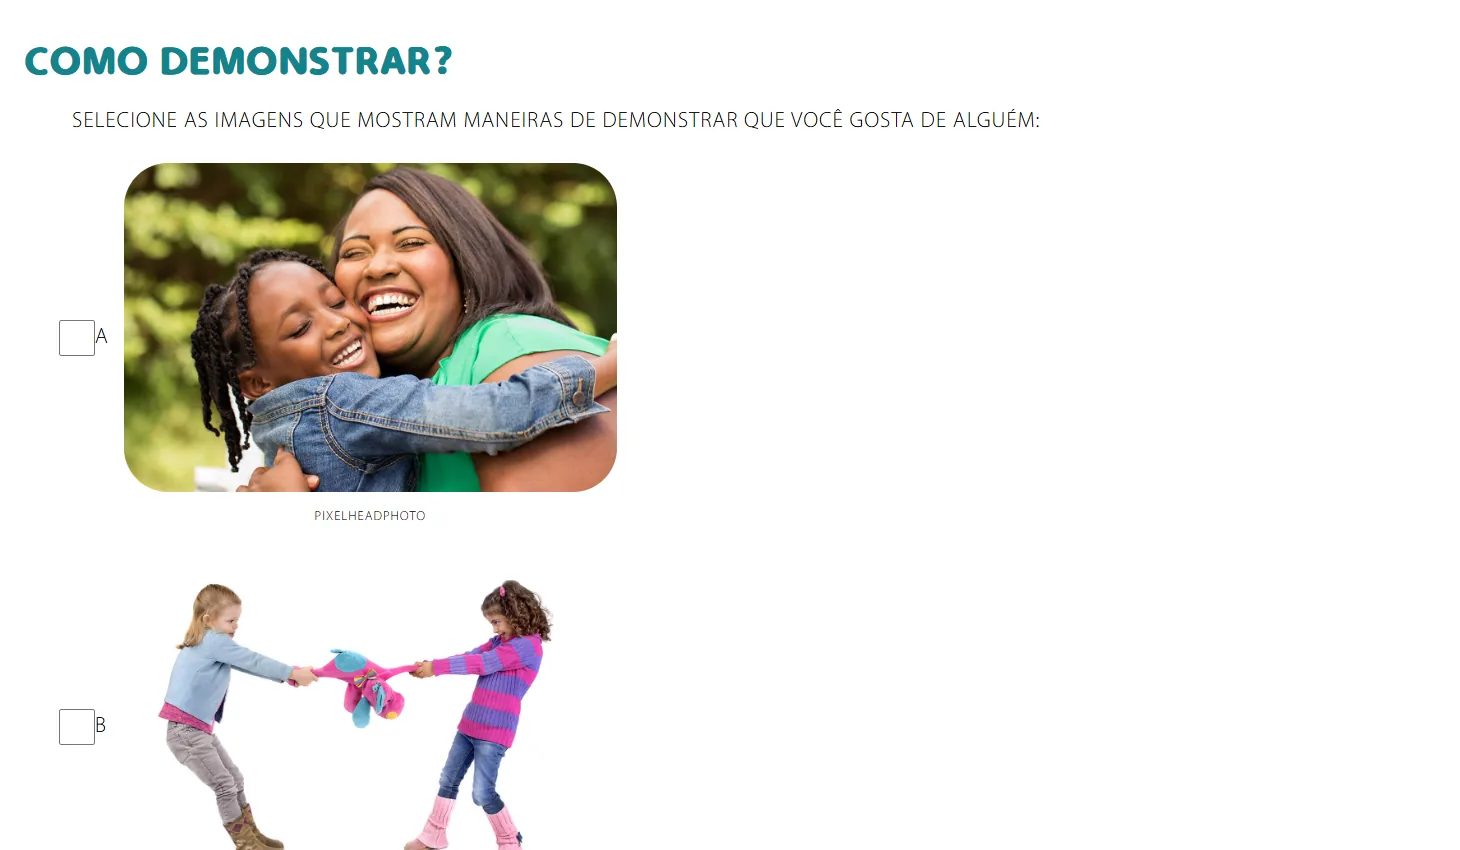 COMO DEMONSTRAR?
SELECIONE AS IMAGENS QUE MOSTRAM MANEIRAS DE DEMONSTRAR QUE VOCÊ GOSTA DE ALGUÉM:
A
PIXELHEADPHOTO
B